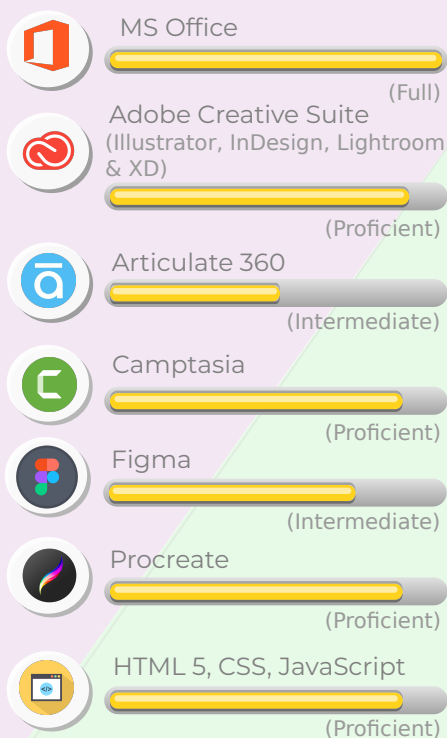 MS Office
(Full)
Adobe Creative Suite
(Illustrator, InDesign, Lightroom
& XD)
(Proficient)
Articulate 360
(Intermediate)
Camptasia
(Proficient)
Figma
(Intermediate)
Procreate
(Proficient)
HTML 5, CSS, JavaScript
(Proficient)